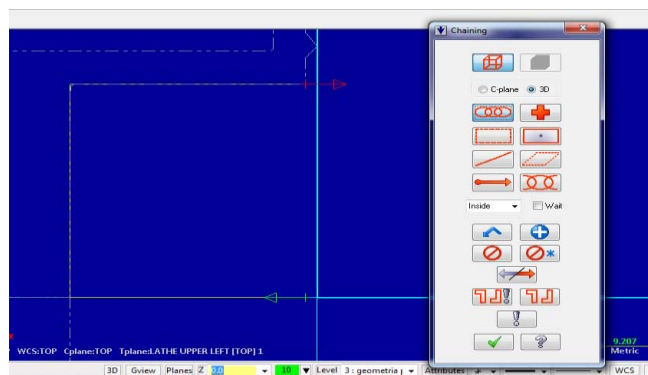 Chaining
C-plane 3D
Inside Wait
9.207
WCS:TOP Cplane:TOP Tplane:LATHE UPPER LEFT [TOP] 1 Metric
3D Gview Planes Z 0.0 10 Level 3 : geometria Attributes WCS